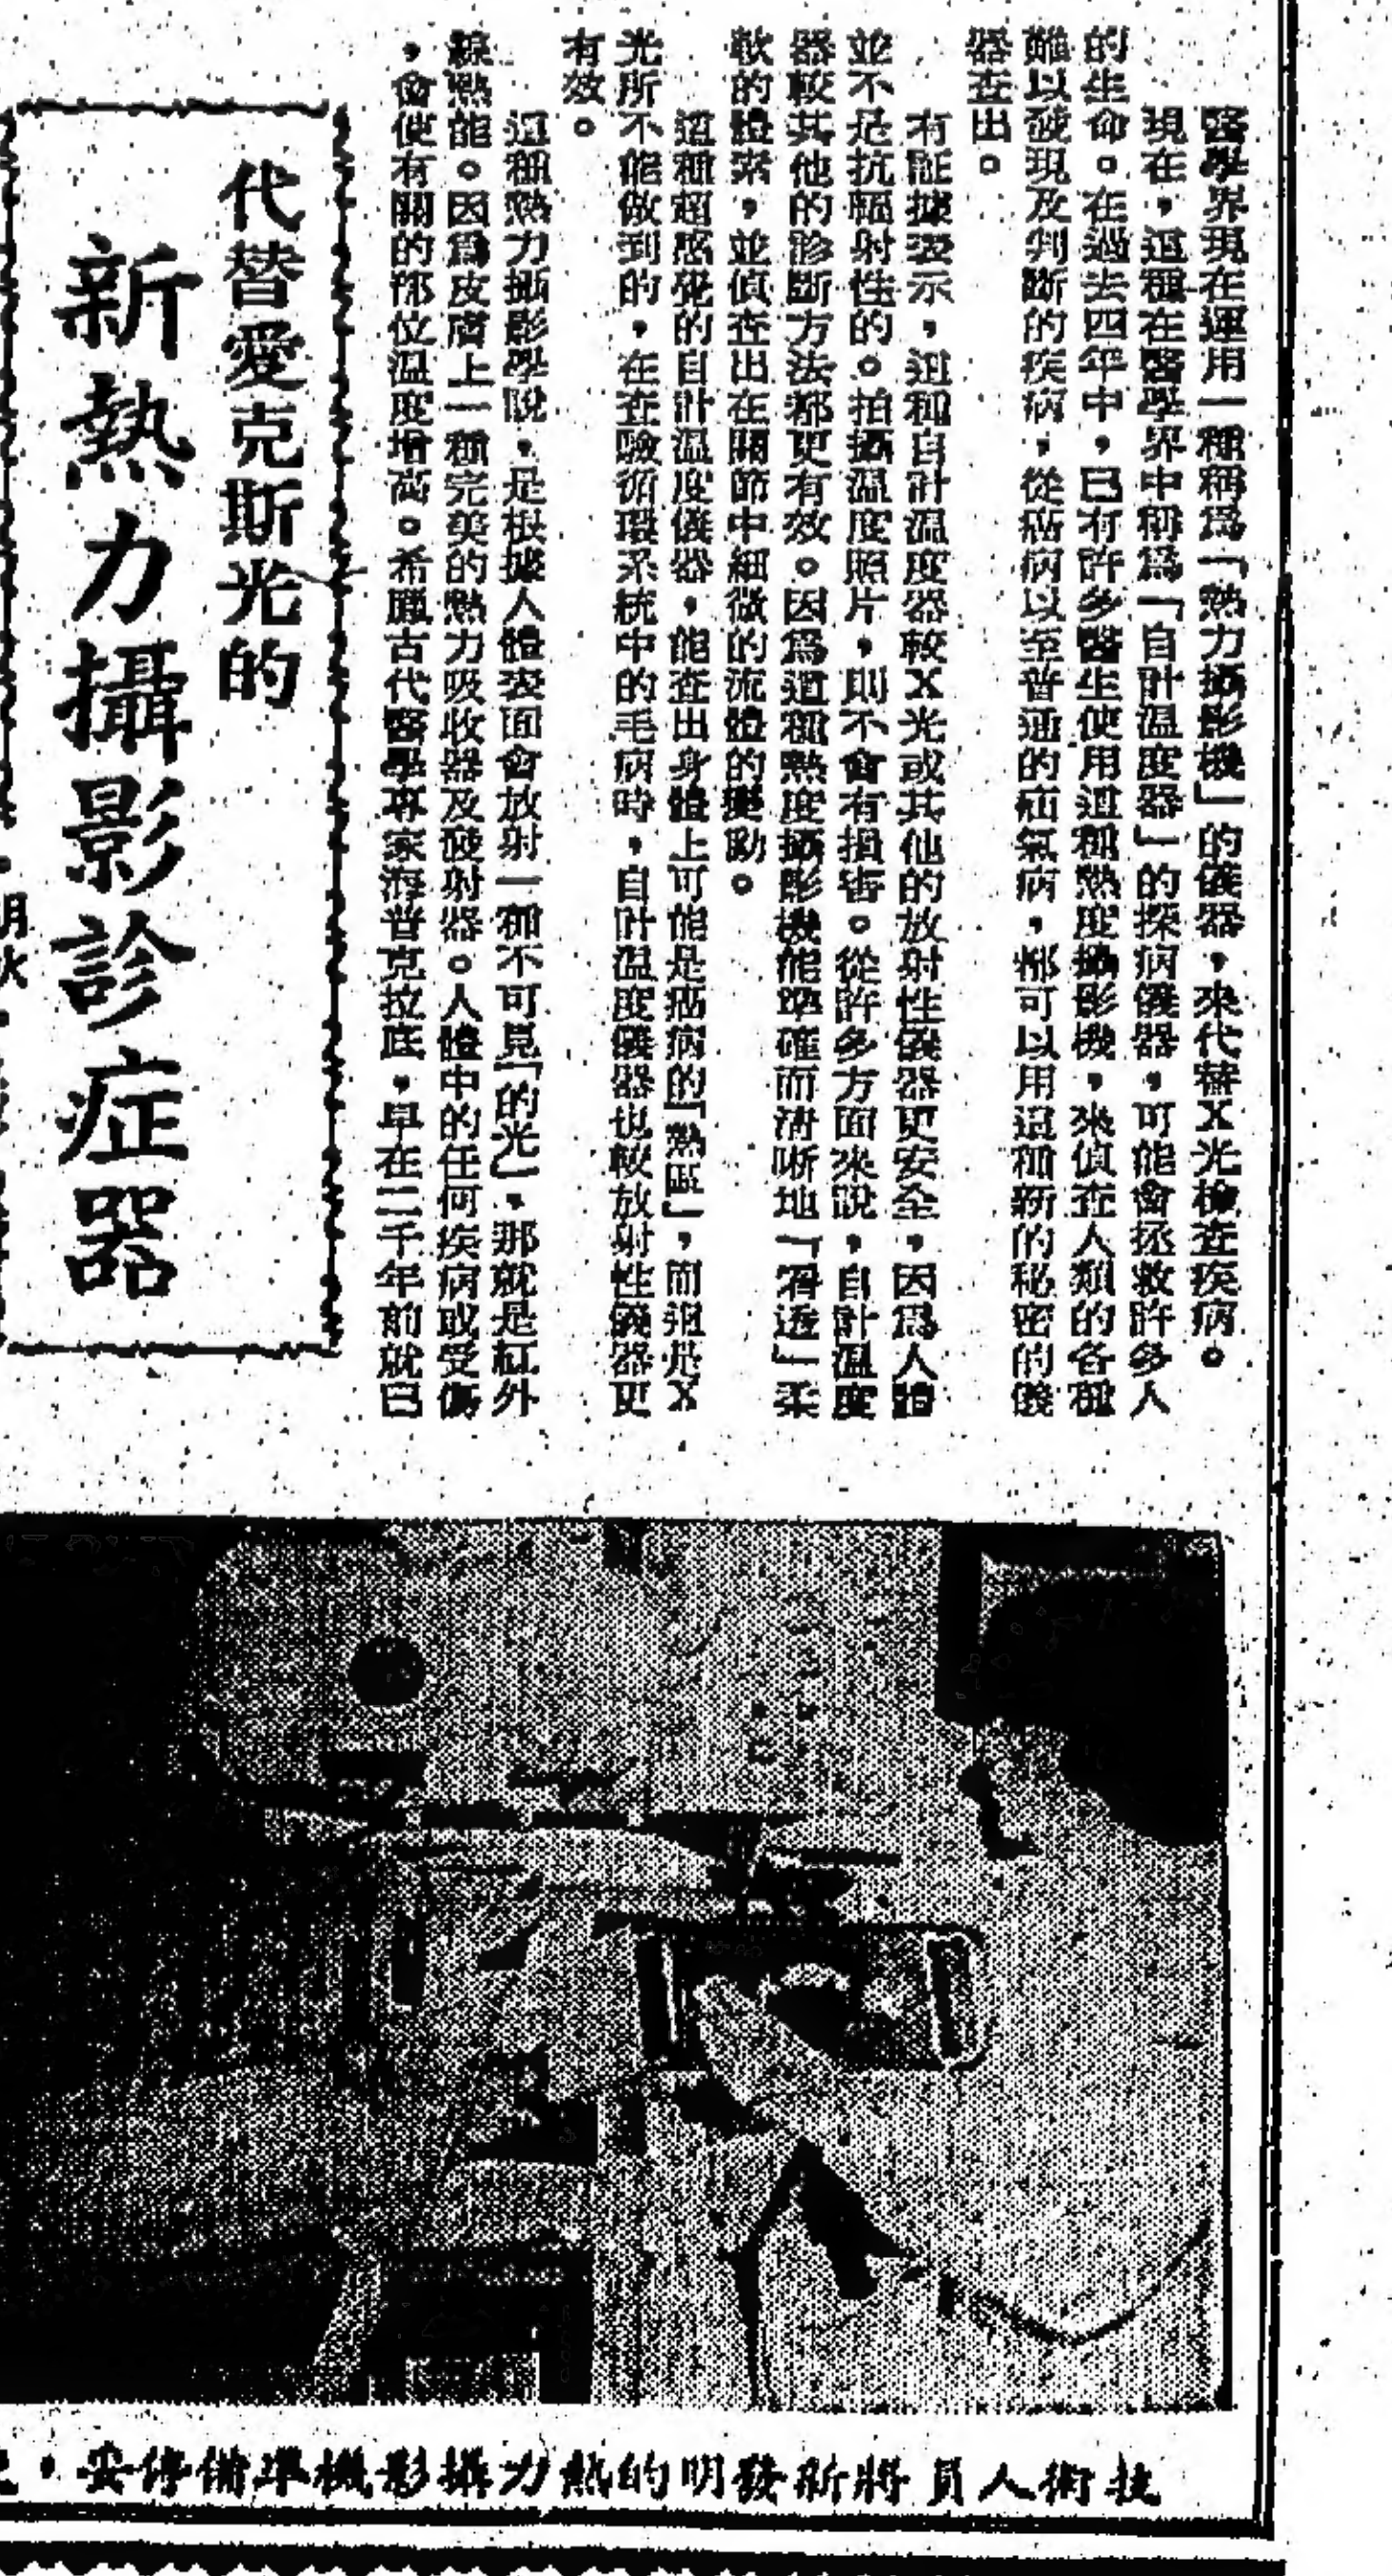 醫學界現在運用一種稱爲「熱力攝影機」的儀器,來代替X光檢查疾病。
現在,這種在醫學界中稱爲「自計温度器」的探病儀器,可能會拯救許多人
的生命。在過去四年中,已有許多醫生使用這種熱度攝影機,來偵查人類的各種
難以發現及判斷的疾病,從癌病以至普通的疝氣病,都可以用這種新的秘密的儀
器查出。
有証據表示,這種自計温度器較X光或其他的放射性儀器更安全,因爲人體
並不是抗輻射性的。拍攝温度照片,則不會有損害。從許多方面來說,自計温度
器較其他的診斷方法都更有效。因爲這種熱度攝影機能準確而清晰地「看透」柔
軟的體素,並偵查出在關節中細微的流體的變動。
這種超感覺的自計温度儀器,能查出身體上可能是癌病的「熱區」,而這是X
光所不能做到的,在查驗循環系統中的毛病時,自計温度儀器也較放射性儀器更
有效。
這種熱力攝影學說,是根據人體表面會放射一種不可見「的光」,那就是紅外
線熱能。因爲皮膚上一種完美的熱力吸收器及發射器。人體中的任何疾病或受傷
,會使有關的部位温度增高。希臘古代醫學專家海普克拉底,早在二千年前就已
代替愛克斯光的
新熱力攝影診症器
技術人員將新發明的熱力攝影機準備停妥,